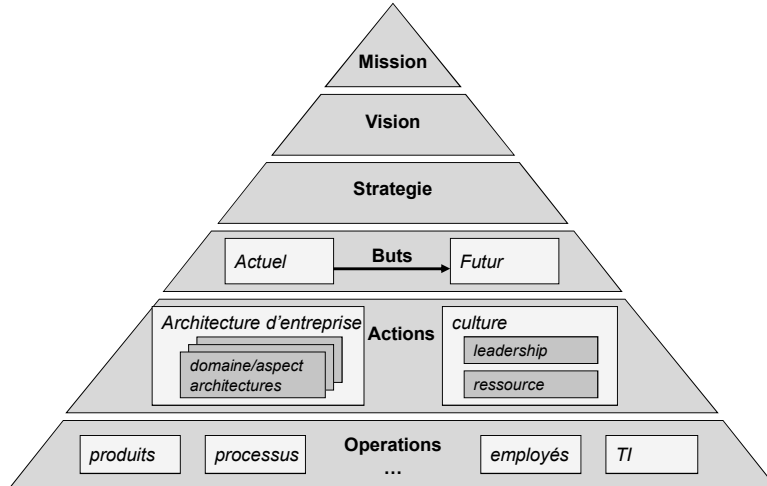 Mission
Vision
Strategie
Actuel
Buts
Futur
Architecture d'entreprise
Actions
culture
domaine/aspect
architectures
leadership
ressource
Operations
produits
processus
...
employés
TI